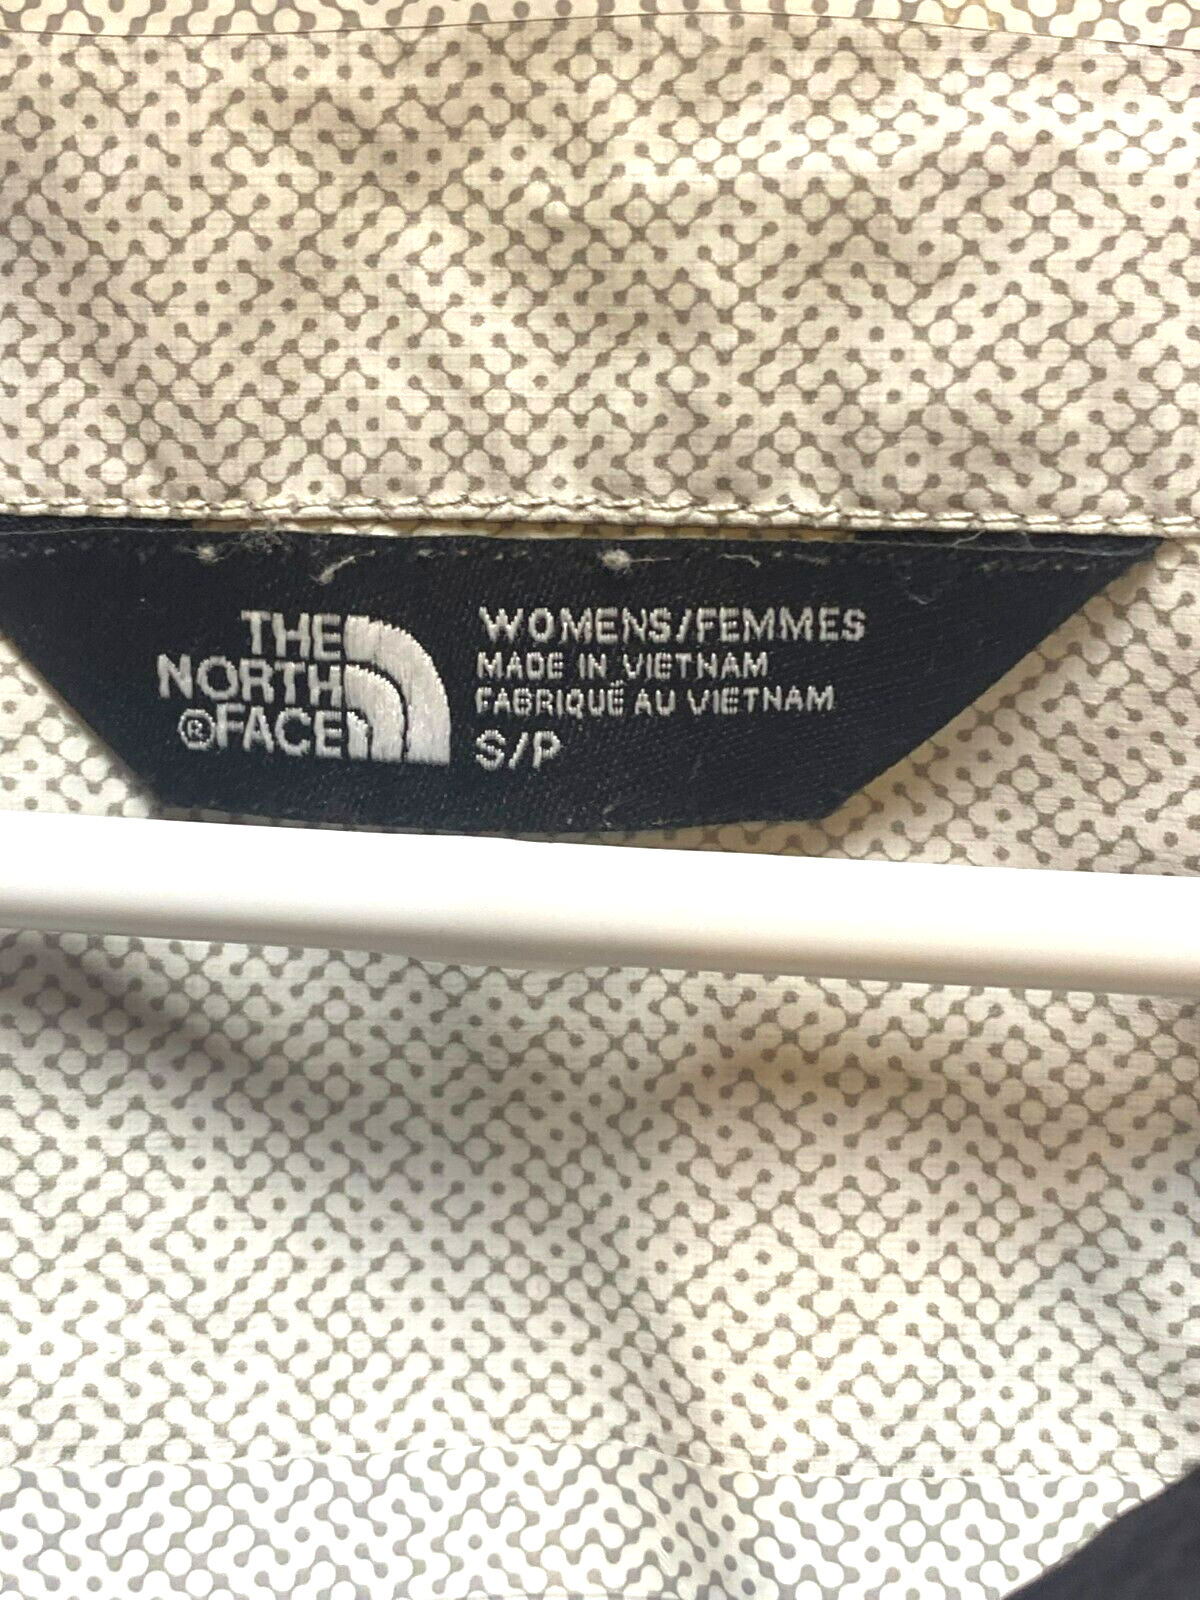 THE
NORTH
®FACE
WOMENS/FEMMES
MADE IN VIETNAM
FABRIQUÉ AU VIETNAM
S/P